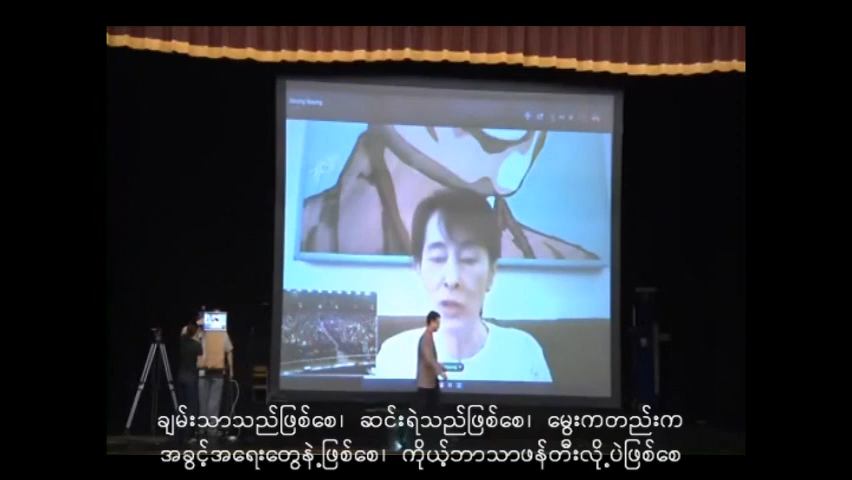 ချမ်းသာသည်ဖြစ်စေ၊ ဆင်းရဲသည်ဖြစ်စေ၊ မွေးကတည်းက
အခွင့်အရေးတွေနဲ့ဖြစ်စေ၊ ကိုယ့်ဘာသာဖန်တီးလို့ပဲဖြစ်စေ